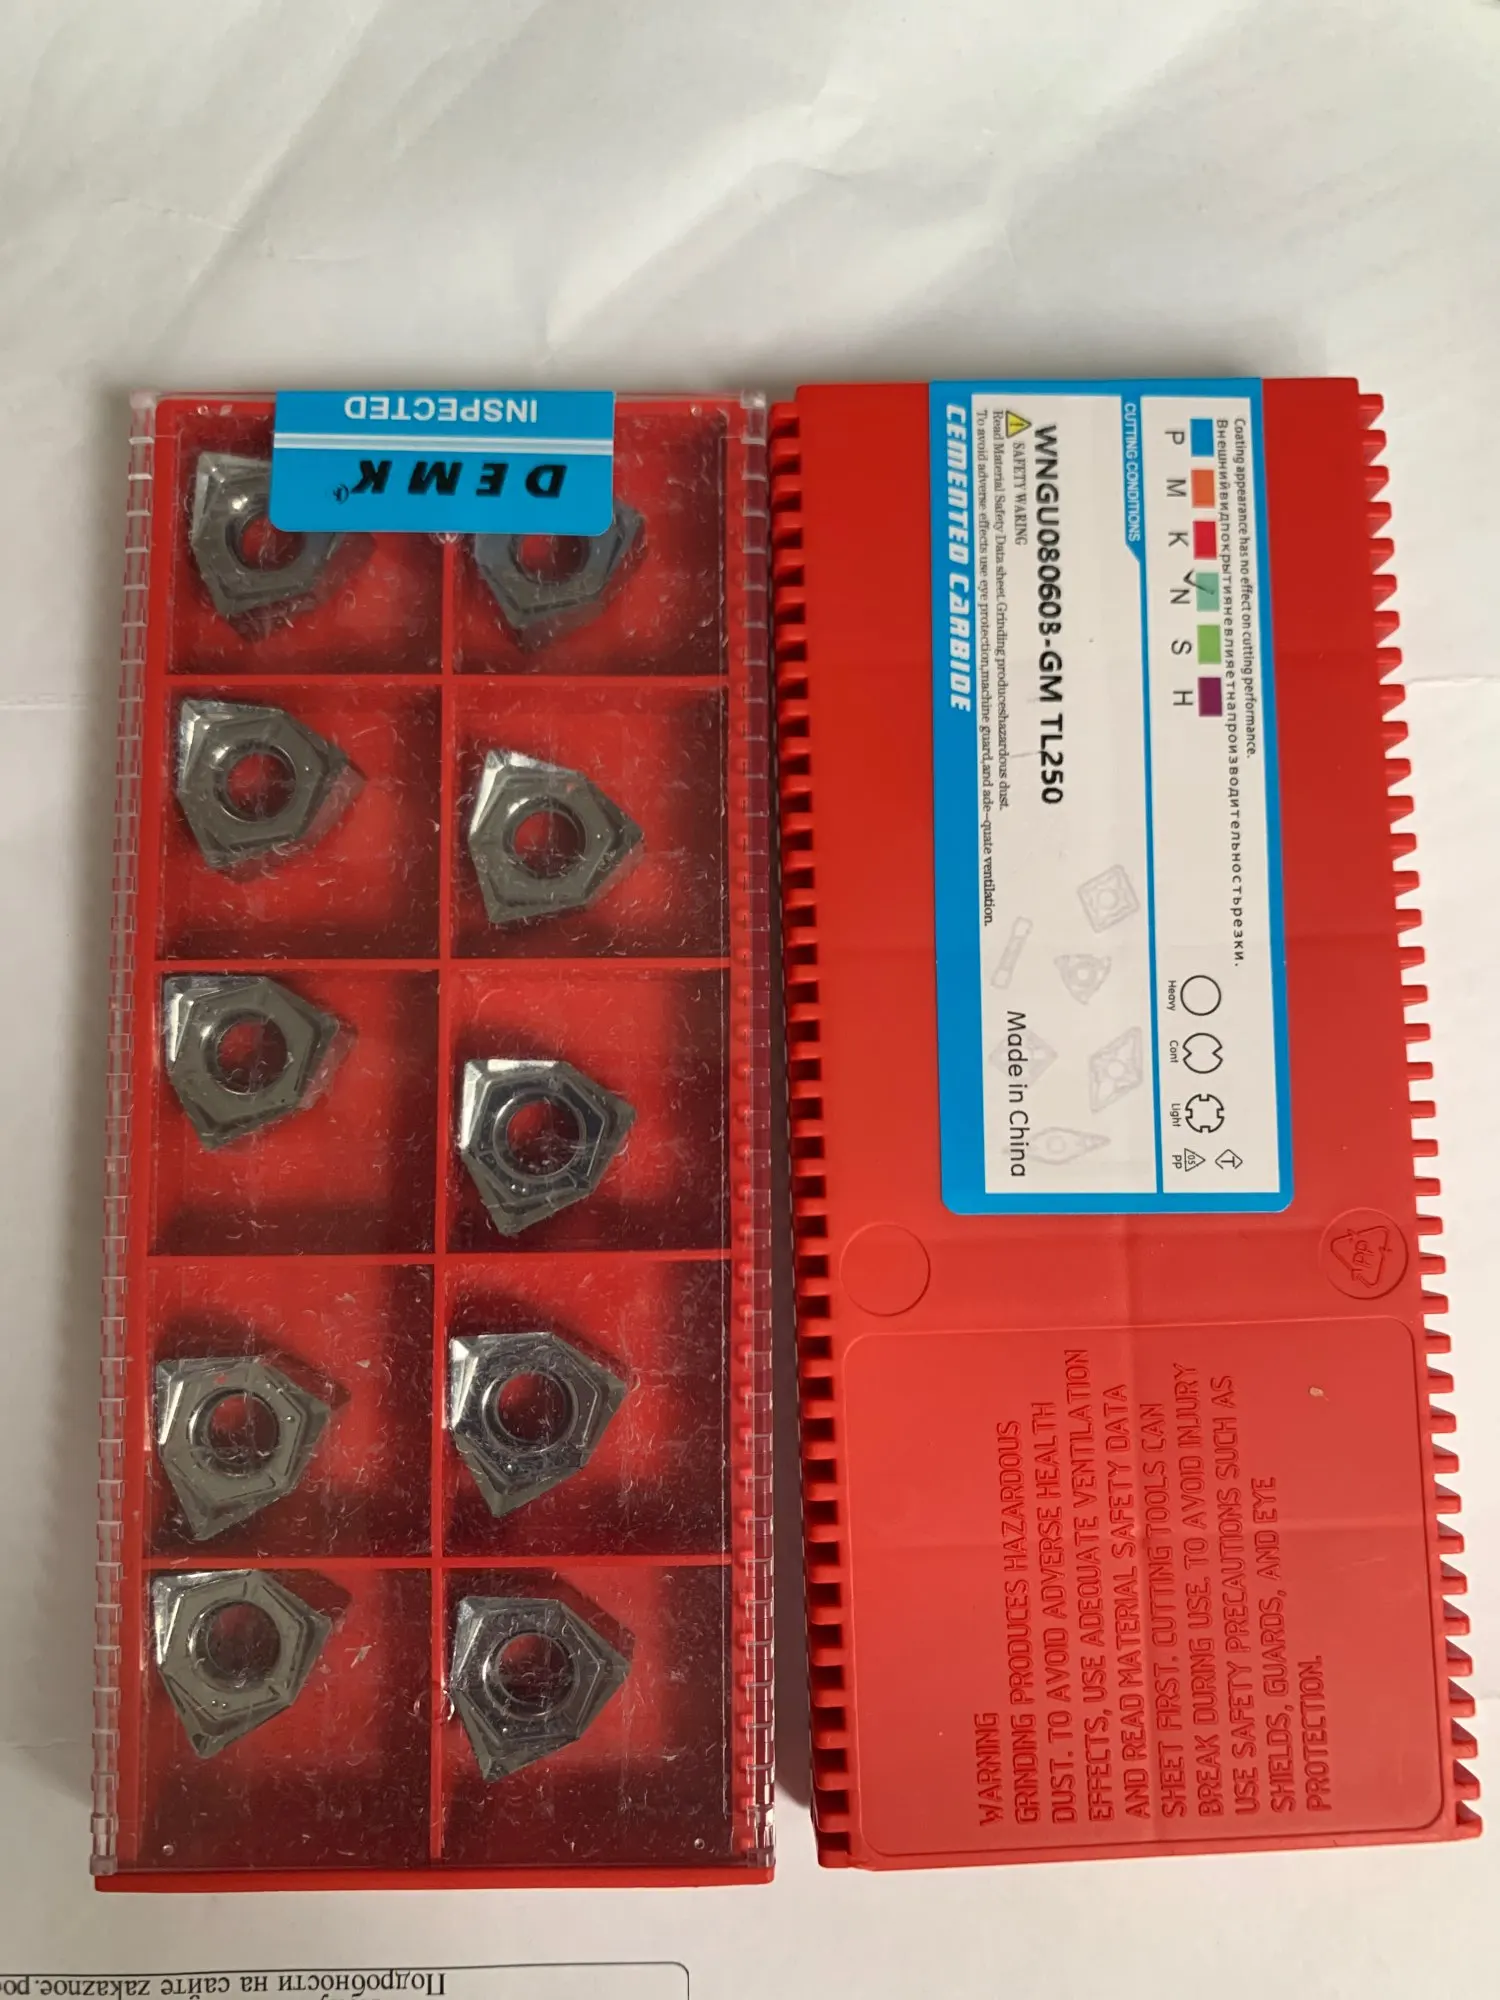 INSPECTED
DEMK
Coating appearance has no effect on cutting performance.
Внешнийвидпокрытияневлияетнапроизводительностьрезки.
P M K N S H
Heavy Cont Light
05
PP
CUTTING CONDITIONS
WNGU080608-GM TL250
SAFETY WARING
Read Material Safety Data sheet. Grinding produceshazardous dust.
To avoid adverse effects use eye protection,machine guard,and ade-quate ventilation.
Made in China
CEMENTED CARBIDE
PP
WARNING
GRINDING PRODUCES HAZARDOUS
DUST. TO AVOID ADVERSE HEALTH
EFFECTS, USE ADEQUATE VENTILATION
AND READ MATERIAL SAFETY DATA
SHEET FIRST. CUTTING TOOLS CAN
BREAK DURING USE. TO AVOID INJURY
USE SAFETY PRECAUTIONS SUCH AS
SHIELDS, GUARDS, AND EYE
PROTECTION.
Подробности на сайте zakaznoe.po